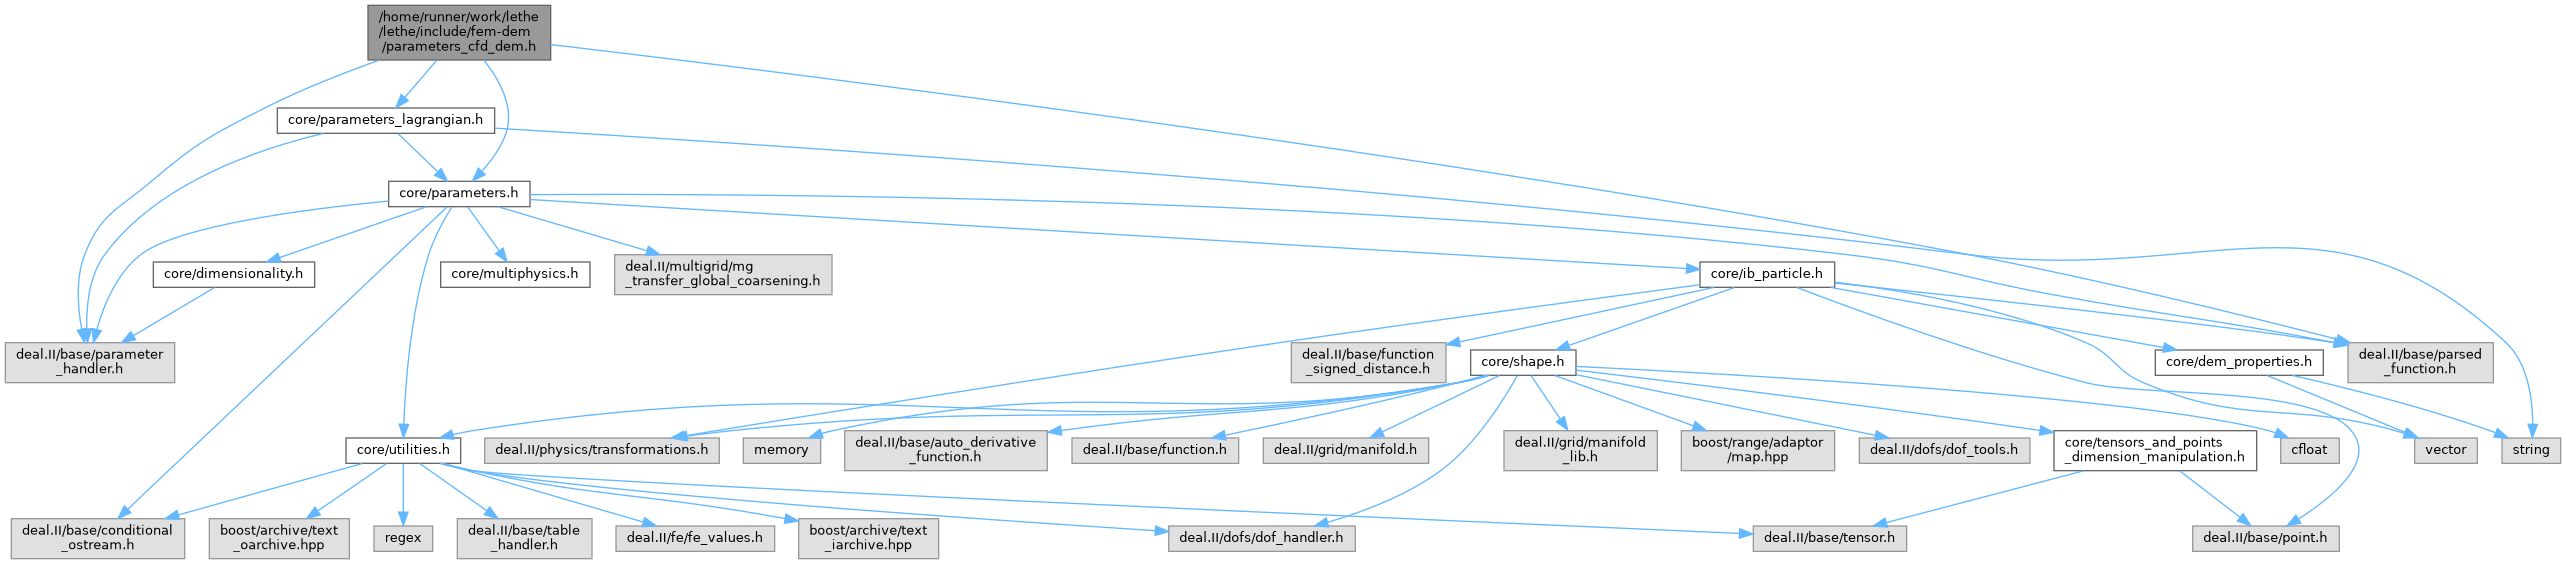 /home/runner/work/lethe
/lethe/include/fem-dem
/parameters_cfd_dem.h
core/parameters_lagrangian.h
core/parameters.h
core/dimensionality.h
core/multiphysics.h
deal.II/multigrid/mg
_transfer_global_coarsening.h
core/ib_particle.h
deal.II/base/parameter
_handler.h
deal.II/base/function
_signed_distance.h
core/shape.h
core/dem_properties.h
deal.II/base/parsed
_function.h
core/utilities.h
deal.II/physics/transformations.h
memory
deal.II/base/auto_derivative
_function.h
deal.II/base/function.h
deal.II/grid/manifold.h
deal.II/grid/manifold
_lib.h
boost/range/adaptor
/map.hpp
deal.II/dofs/dof_tools.h
core/tensors_and_points
_dimension_manipulation.h
cfloat
vector
string
deal.II/base/conditional
_ostream.h
boost/archive/text
_oarchive.hpp
regex
deal.II/base/table
_handler.h
deal.II/fe/fe_values.h
boost/archive/text
_iarchive.hpp
deal.II/dofs/dof_handler.h
deal.II/base/tensor.h
deal.II/base/point.h